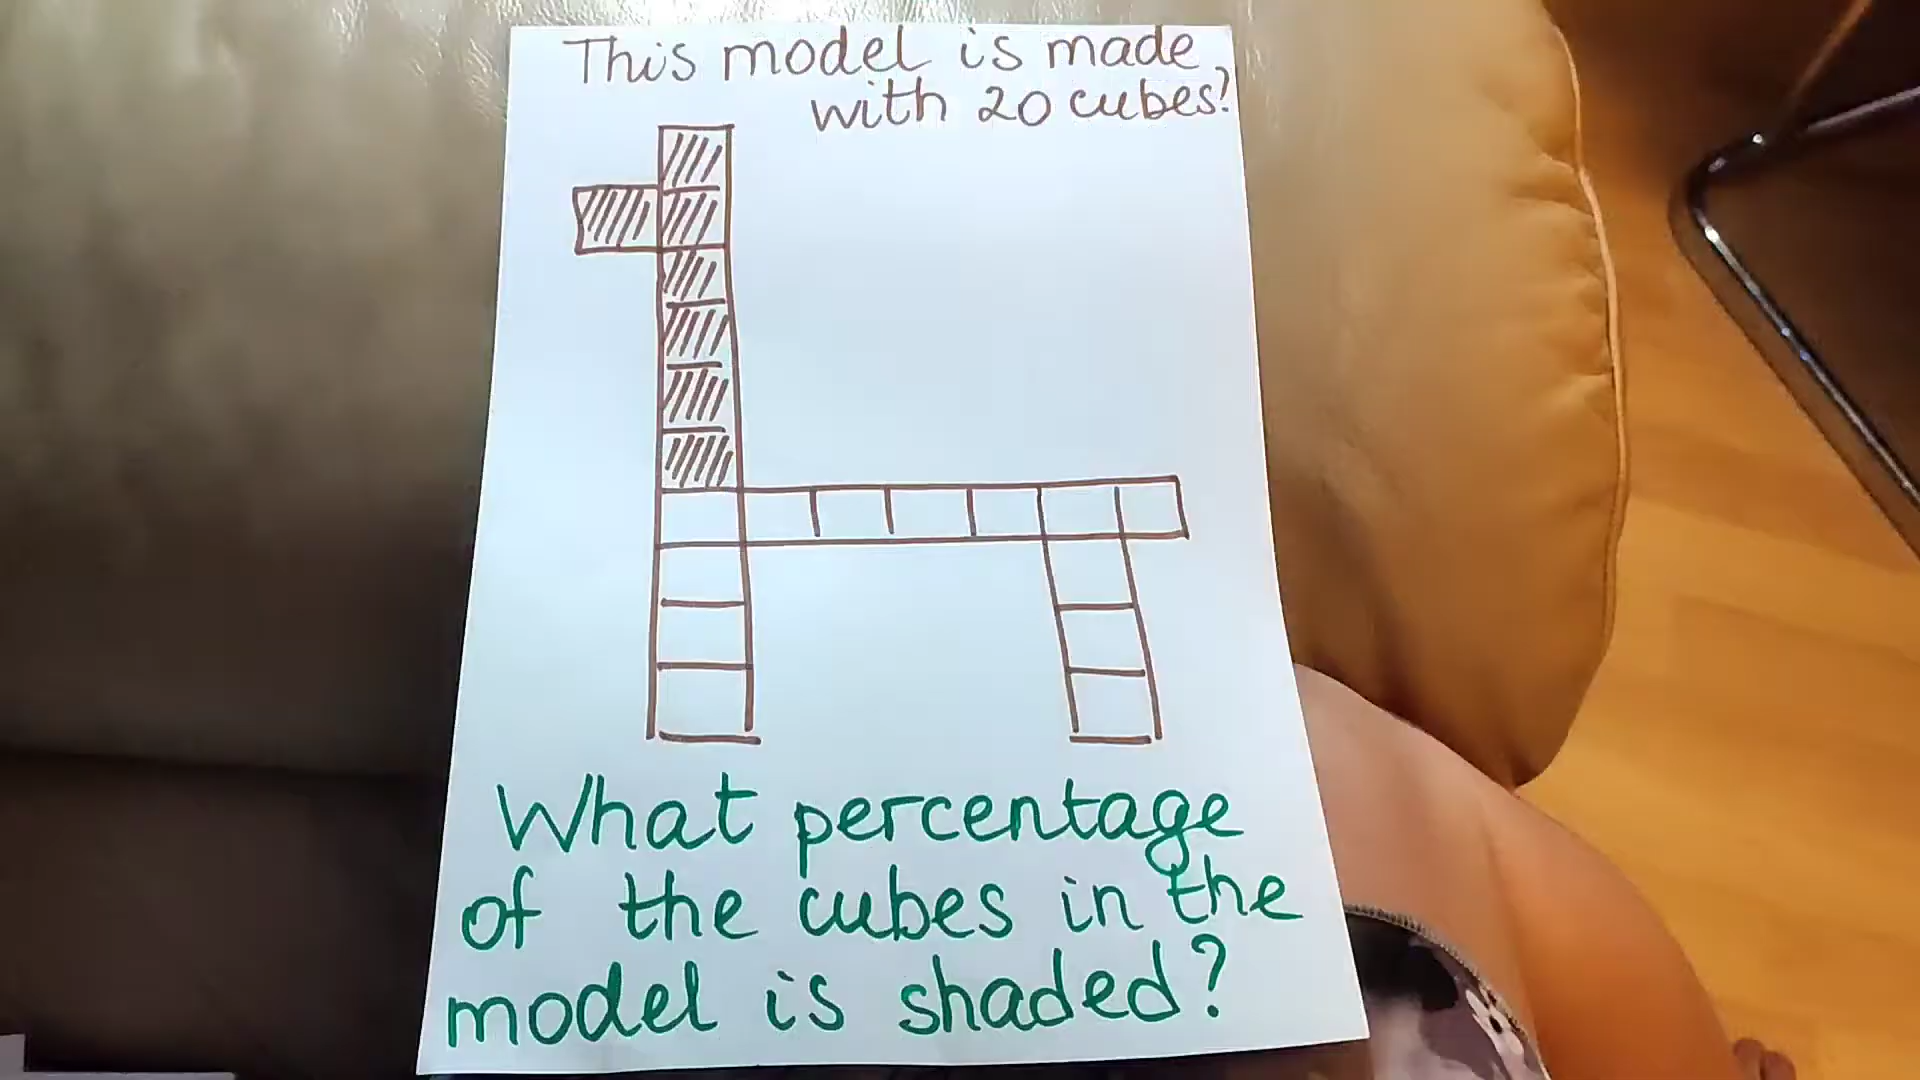 This model is made
with 20 cubes?
What percentage
of the cubes in the
model is shaded?